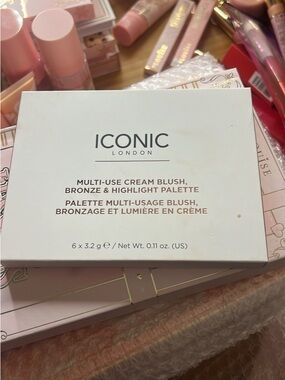 ICONIC
LONDON
MULTI-USE CREAM BLUSH,
BRONZE & HIGHLIGHT PALETTE
PALETTE MULTI-USAGE BLUSH,
BRONZAGE ET LUMIÈRE EN CRÈME
6 x 3.2 g ℮ / Net Wt. 0.11 oz. (US)